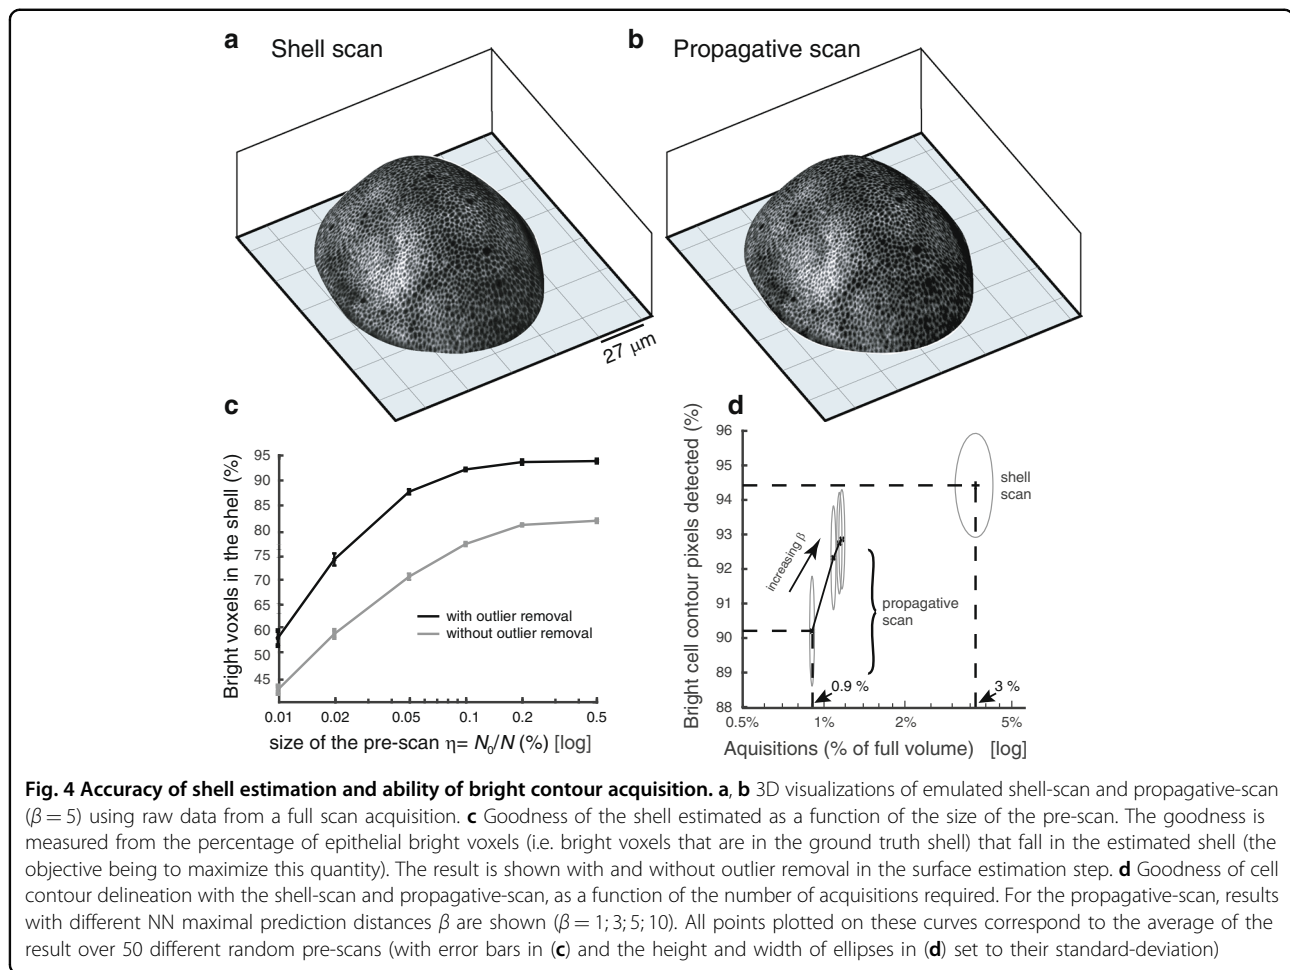 a Shell scan
b Propagative scan
27 μm
c
Bright voxels in the shell (%)
95
90
85
80
75
70
65
60
55
50
45
with outlier removal
without outlier removal
0.01 0.02 0.05 0.1 0.2 0.5
size of the pre-scan η= N₀/N (%) [log]
d
Bright cell contour pixels detected (%)
96
95
94
93
92
91
90
89
88
shell
scan
increasing β
propagative
scan
0.9 %
3 %
0.5% 1% 2% 5%
Aquisitions (% of full volume) [log]
Fig. 4 Accuracy of shell estimation and ability of bright contour acquisition. a, b 3D visualizations of emulated shell-scan and propagative-scan
(β = 5) using raw data from a full scan acquisition. c Goodness of the shell estimated as a function of the size of the pre-scan. The goodness is
measured from the percentage of epithelial bright voxels (i.e. bright voxels that are in the ground truth shell) that fall in the estimated shell (the
objective being to maximize this quantity). The result is shown with and without outlier removal in the surface estimation step. d Goodness of cell
contour delineation with the shell-scan and propagative-scan, as a function of the number of acquisitions required. For the propagative-scan, results
with different NN maximal prediction distances β are shown (β = 1; 3; 5; 10). All points plotted on these curves correspond to the average of the
result over 50 different random pre-scans (with error bars in (c) and the height and width of ellipses in (d) set to their standard-deviation)